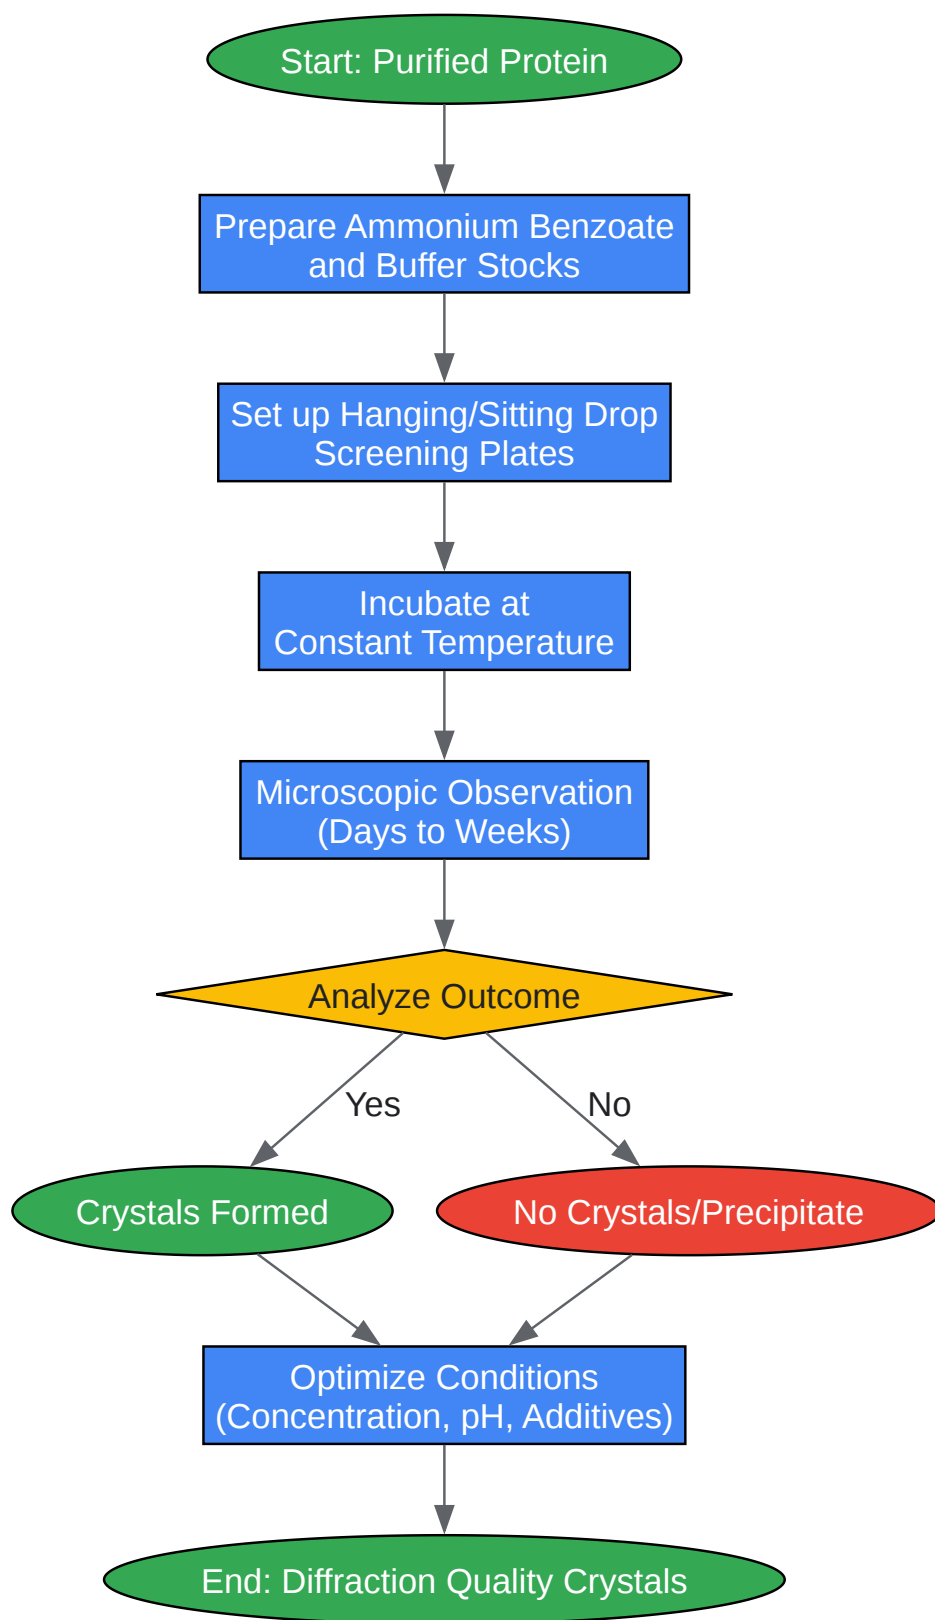 Start: Purified Protein
Prepare Ammonium Benzoate
and Buffer Stocks
Set up Hanging/Sitting Drop
Screening Plates
Incubate at
Constant Temperature
Microscopic Observation
(Days to Weeks)
Analyze Outcome
Yes
No
Crystals Formed
No Crystals/Precipitate
Optimize Conditions
(Concentration, pH, Additives)
End: Diffraction Quality Crystals